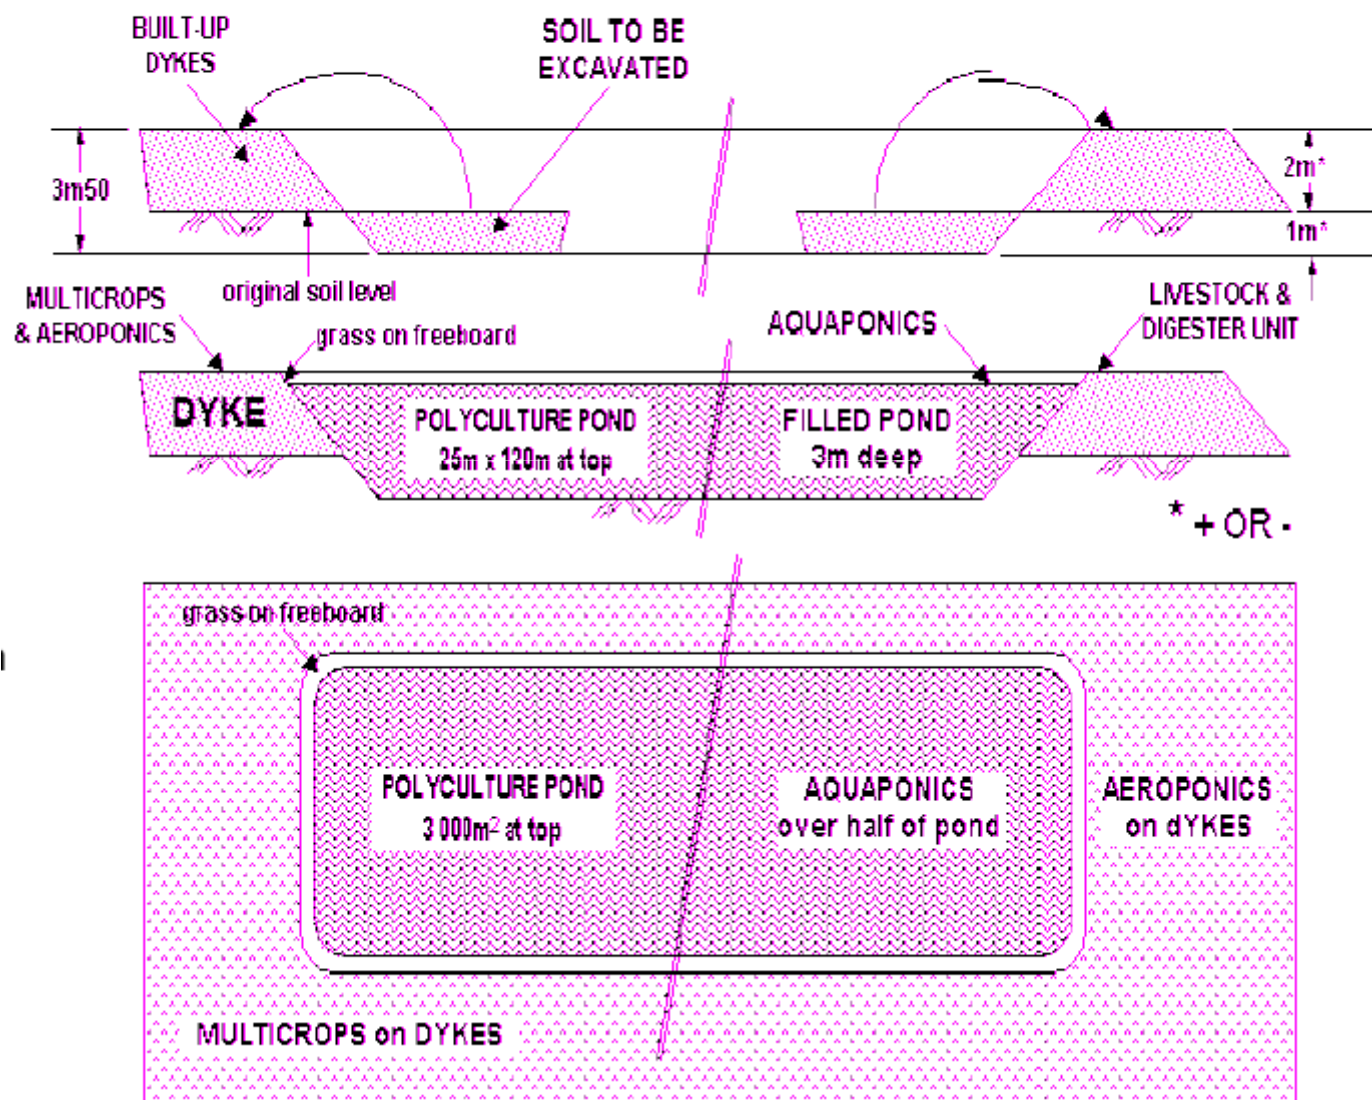 BUILT-UP
DYKES
SOIL TO BE
EXCAVATED
3m50
2m*
1m*
original soil level
MULTICROPS
& AEROPONICS
grass on freeboard
AQUAPONICS
LIVESTOCK &
DIGESTER UNIT
DYKE
POLYCULTURE POND
25m x 120m at top
FILLED POND
3m deep
* + OR -
grass on freeboard
POLYCULTURE POND
3 000m² at top
AQUAPONICS
over half of pond
AEROPONICS
on dYKES
MULTICROPS on DYKES